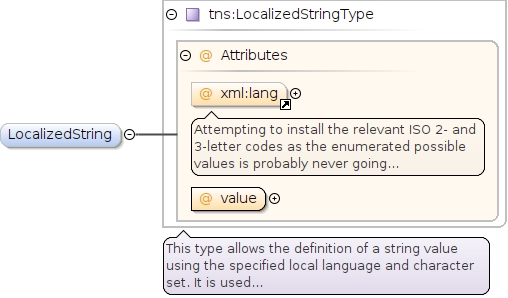 tns:LocalizedStringType
@ Attributes
@ xml:lang
Attempting to install the relevant ISO 2- and
3-letter codes as the enumerated possible
values is probably never going...
LocalizedString
@ value
This type allows the definition of a string value
using the specified local language and character
set. It is used...